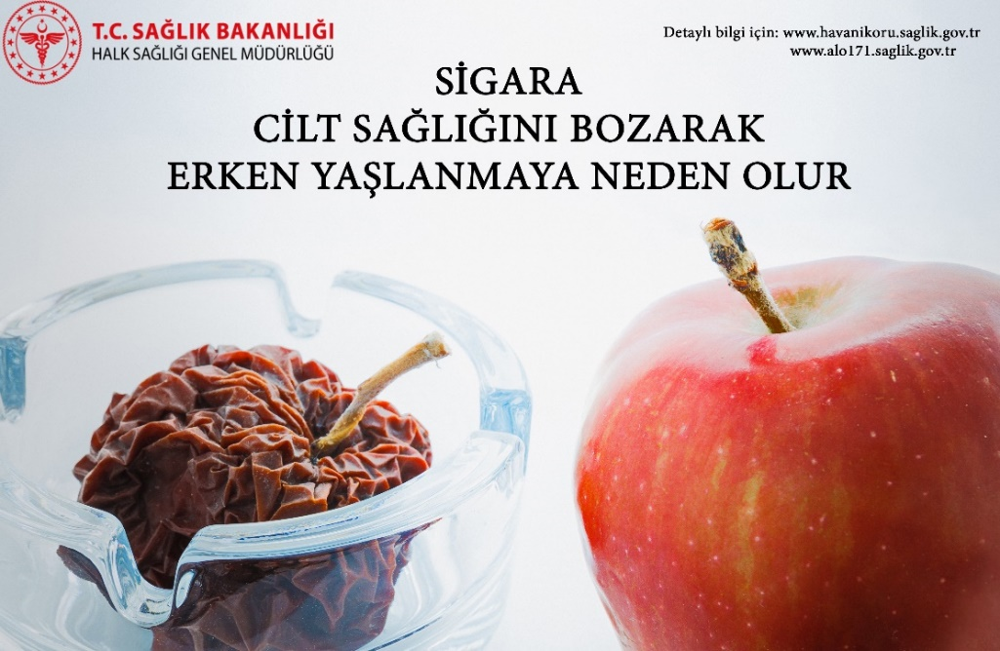 T.C. SAĞLIK BAKANLIĞI
HALK SAĞLIĞI GENEL MÜDÜRLÜĞÜ
Detaylı bilgi için: www.havanikoru.saglik.gov.tr
www.alo171.saglik.gov.tr
SİGARA
CİLT SAĞLIĞINI BOZARAK
ERKEN YAŞLANMAYA NEDEN OLUR